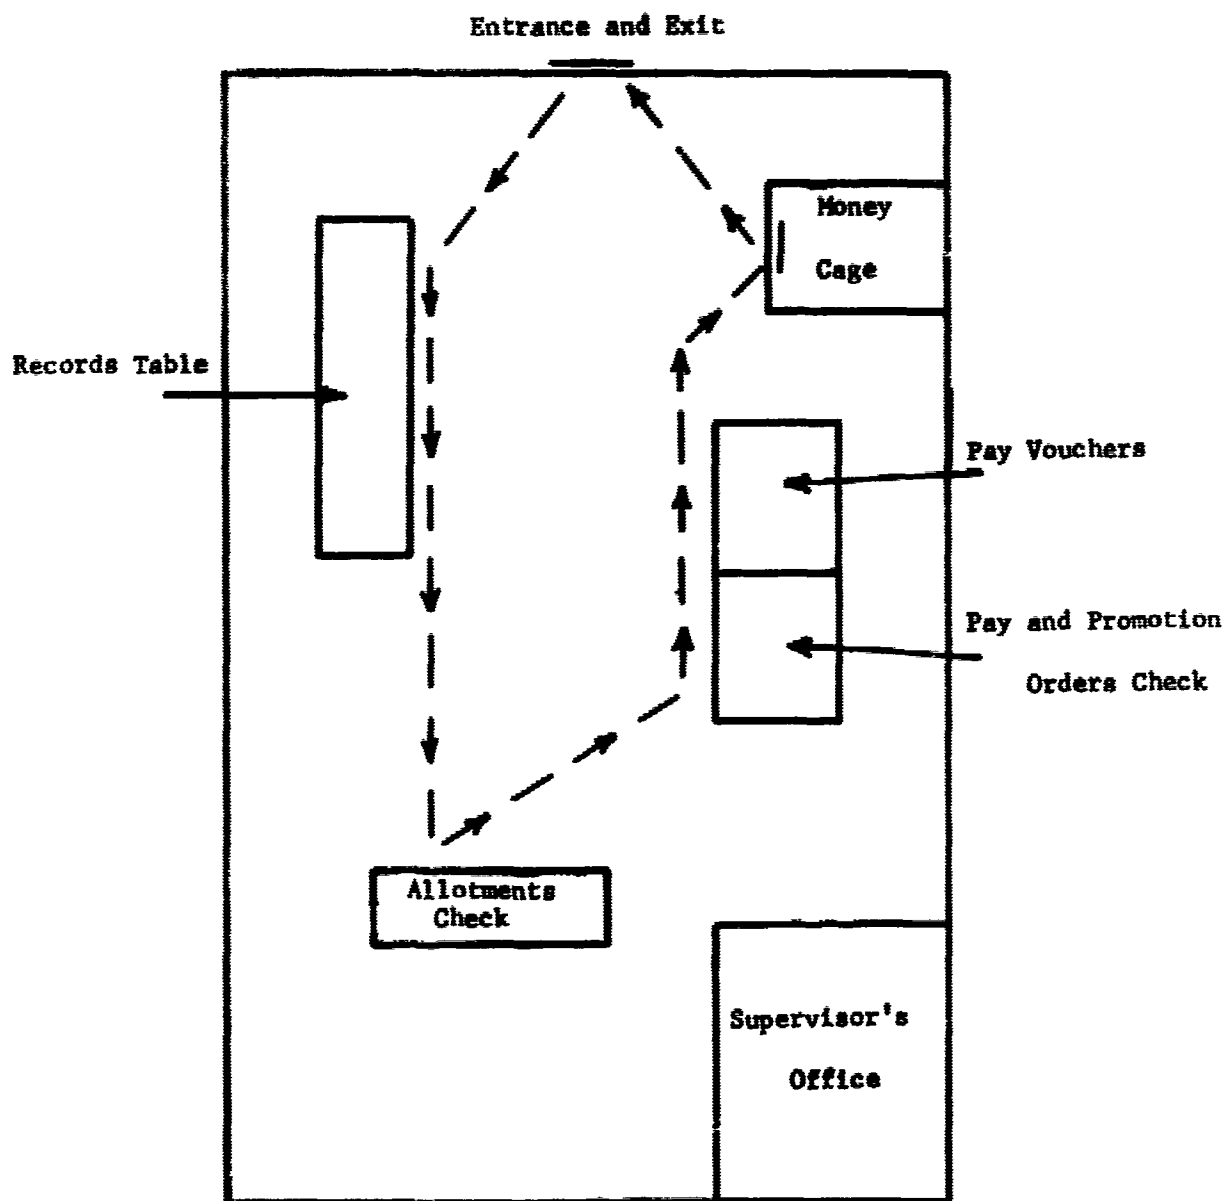 Entrance and Exit
Money
Cage
Records Table
Pay Vouchers
Pay and Promotion
Orders Check
Allotments
Check
Supervisor's
Office